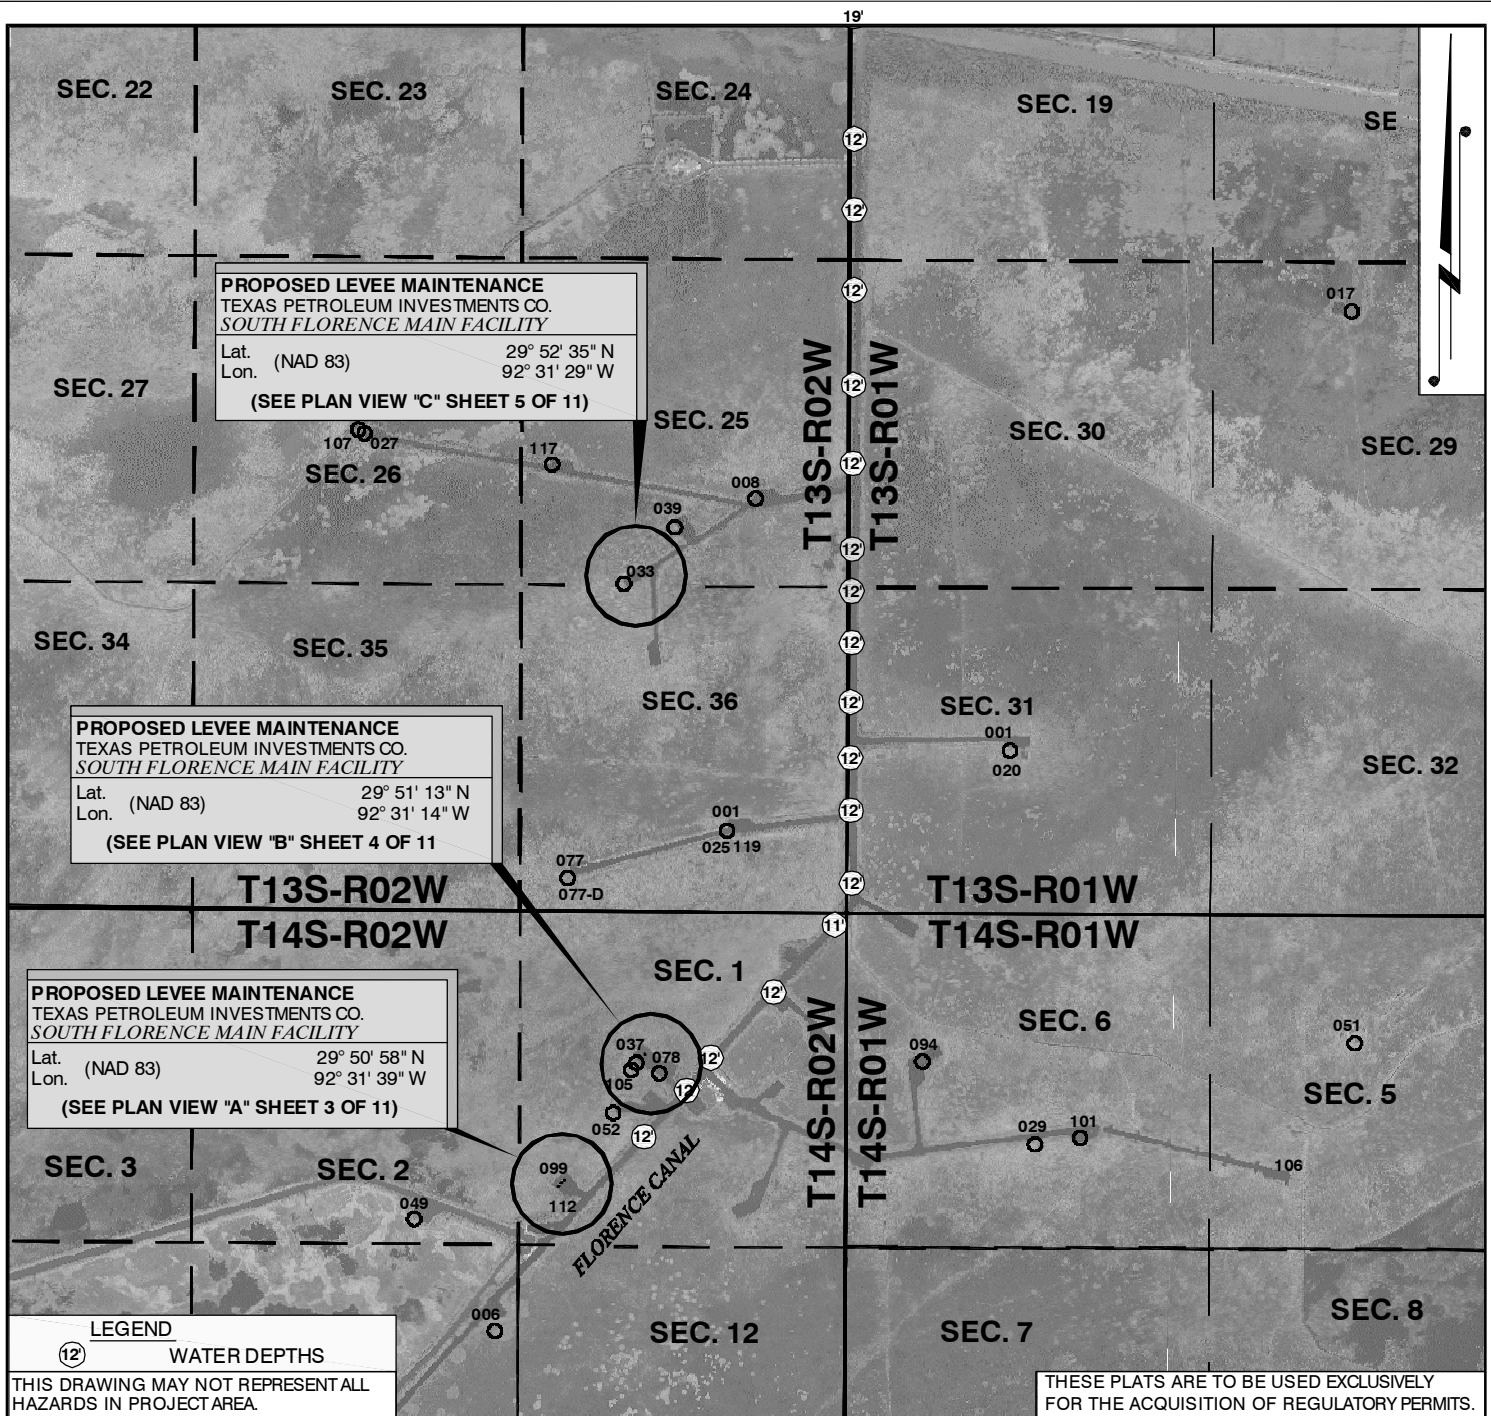 19'
SEC. 22
SEC. 23
SEC. 24
SEC. 19
SE
12'
12'
PROPOSED LEVEE MAINTENANCE
TEXAS PETROLEUM INVESTMENTS CO.
SOUTH FLORENCE MAIN FACILITY
Lat. 29° 52' 35" N
Lon. (NAD 83) 92° 31' 29" W
(SEE PLAN VIEW "C" SHEET 5 OF 11)
12'
017
SEC. 27
12'
T13S-R02W
T13S-R01W
SEC. 25
SEC. 30
SEC. 29
107
027
SEC. 26
117
12'
008
039
12'
033
12'
SEC. 34
SEC. 35
12'
SEC. 36
12'
SEC. 31
001
020
12'
SEC. 32
PROPOSED LEVEE MAINTENANCE
TEXAS PETROLEUM INVESTMENTS CO.
SOUTH FLORENCE MAIN FACILITY
Lat. 29° 51' 13" N
Lon. (NAD 83) 92° 31' 14" W
(SEE PLAN VIEW "B" SHEET 4 OF 11
12'
001
025 119
077
077-D
12'
T13S-R02W
T13S-R01W
T14S-R02W
T14S-R01W
11'
SEC. 1
12'
PROPOSED LEVEE MAINTENANCE
TEXAS PETROLEUM INVESTMENTS CO.
SOUTH FLORENCE MAIN FACILITY
Lat. 29° 50' 58" N
Lon. (NAD 83) 92° 31' 39" W
(SEE PLAN VIEW "A" SHEET 3 OF 11)
T14S-R02W
T14S-R01W
SEC. 6
051
094
037
078
12'
105
12'
SEC. 5
052
12'
029
101
106
FLORENCE CANAL
SEC. 3
SEC. 2
099
112
049
006
SEC. 12
SEC. 7
SEC. 8
LEGEND
12' WATER DEPTHS
THIS DRAWING MAY NOT REPRESENT ALL
HAZARDS IN PROJECT AREA.
THESE PLATS ARE TO BE USED EXCLUSIVELY
FOR THE ACQUISITION OF REGULATORY PERMITS.